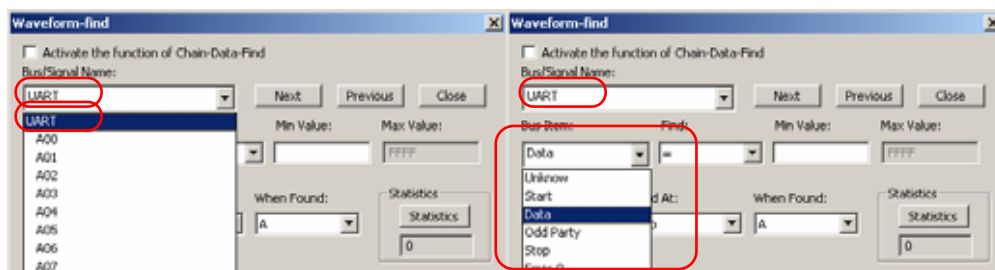 Waveform-find
Activate the function of Chain-Data-Find
Bus/Signal Name:
UART
Next
Previous
Close
UART
A00
A01
A02
A03
A04
A05
A06
A07
Min Value:
Max Value:
FFFF
When Found:
A
Statistics
Statistics
0
Waveform-find
Activate the function of Chain-Data-Find
Bus/Signal Name:
UART
Next
Previous
Close
Bus Item:
Find:
Min Value:
Max Value:
Data
=
FFFF
Unknow
Start
Data
Odd Party
Stop
d At:
When Found:
A
Statistics
Statistics
0